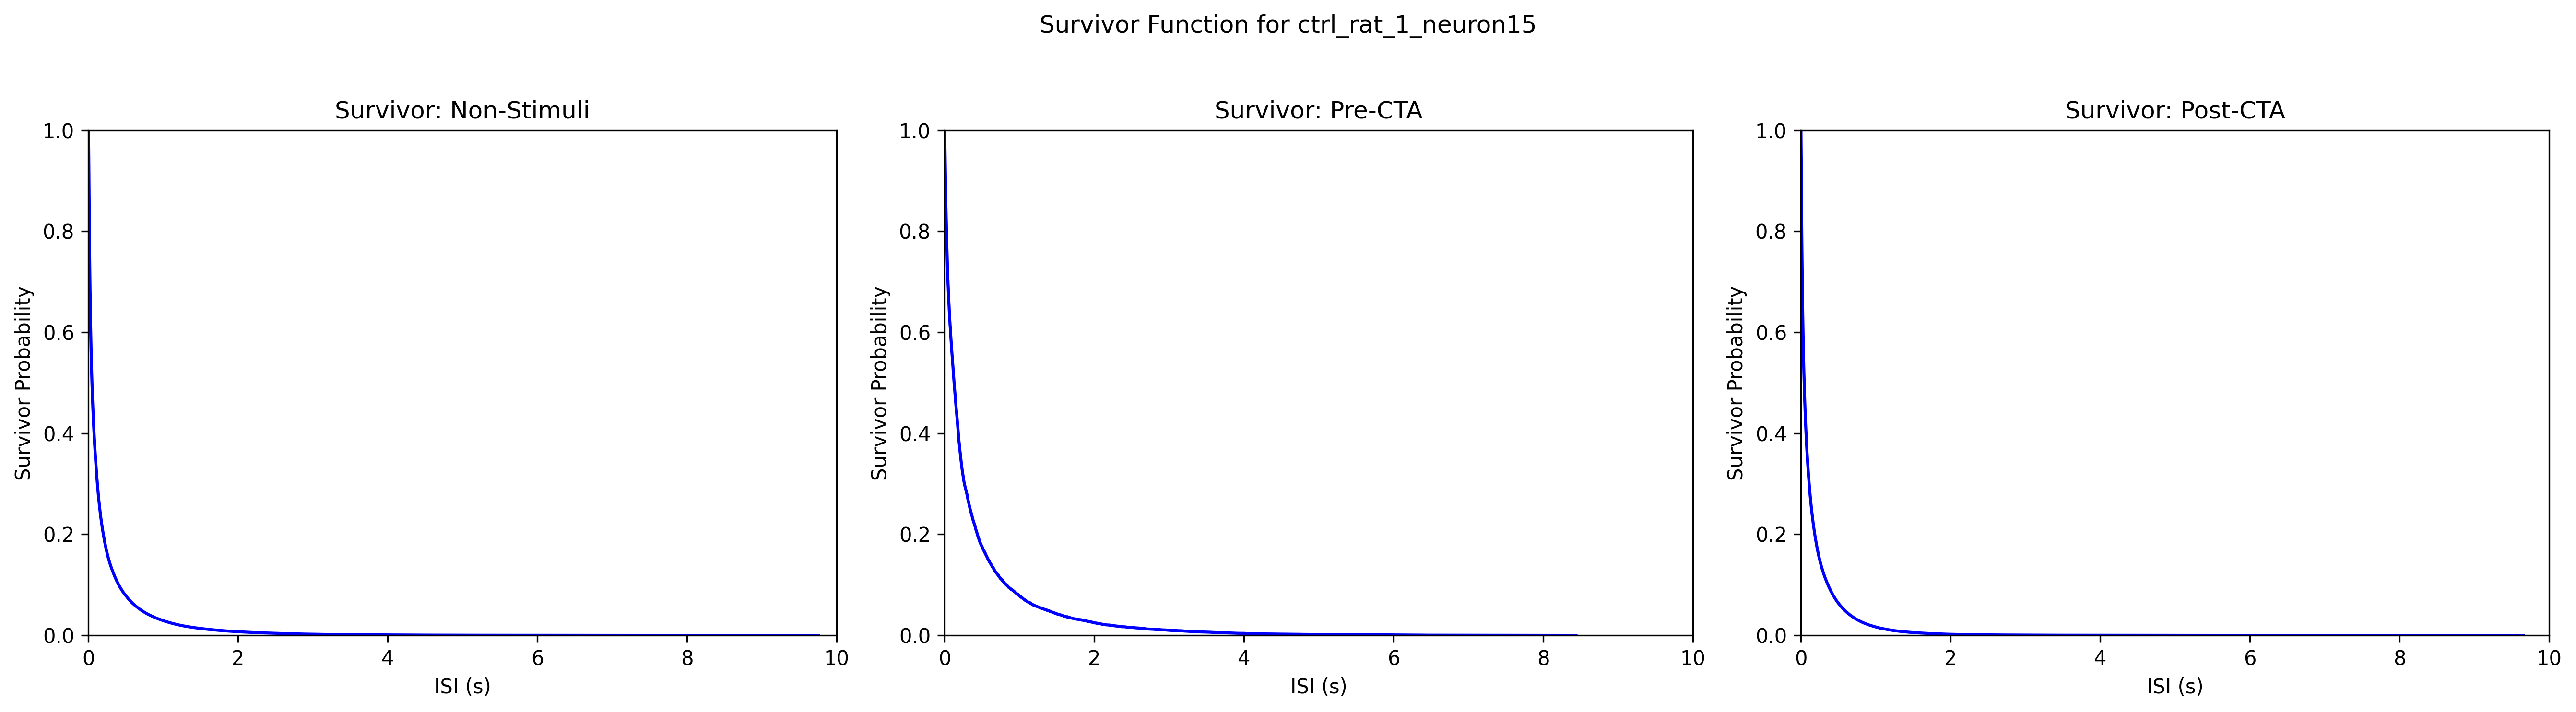 Survivor Function for ctrl_rat_1_neuron15
Survivor: Non-Stimuli
1.0
0.8
0.6
0.4
0.2
0.0
Survivor Probability
0 2 4 6 8 10
ISI (s)
Survivor: Pre-CTA
1.0
0.8
0.6
0.4
0.2
0.0
Survivor Probability
0 2 4 6 8 10
ISI (s)
Survivor: Post-CTA
1.0
0.8
0.6
0.4
0.2
0.0
Survivor Probability
0 2 4 6 8 10
ISI (s)